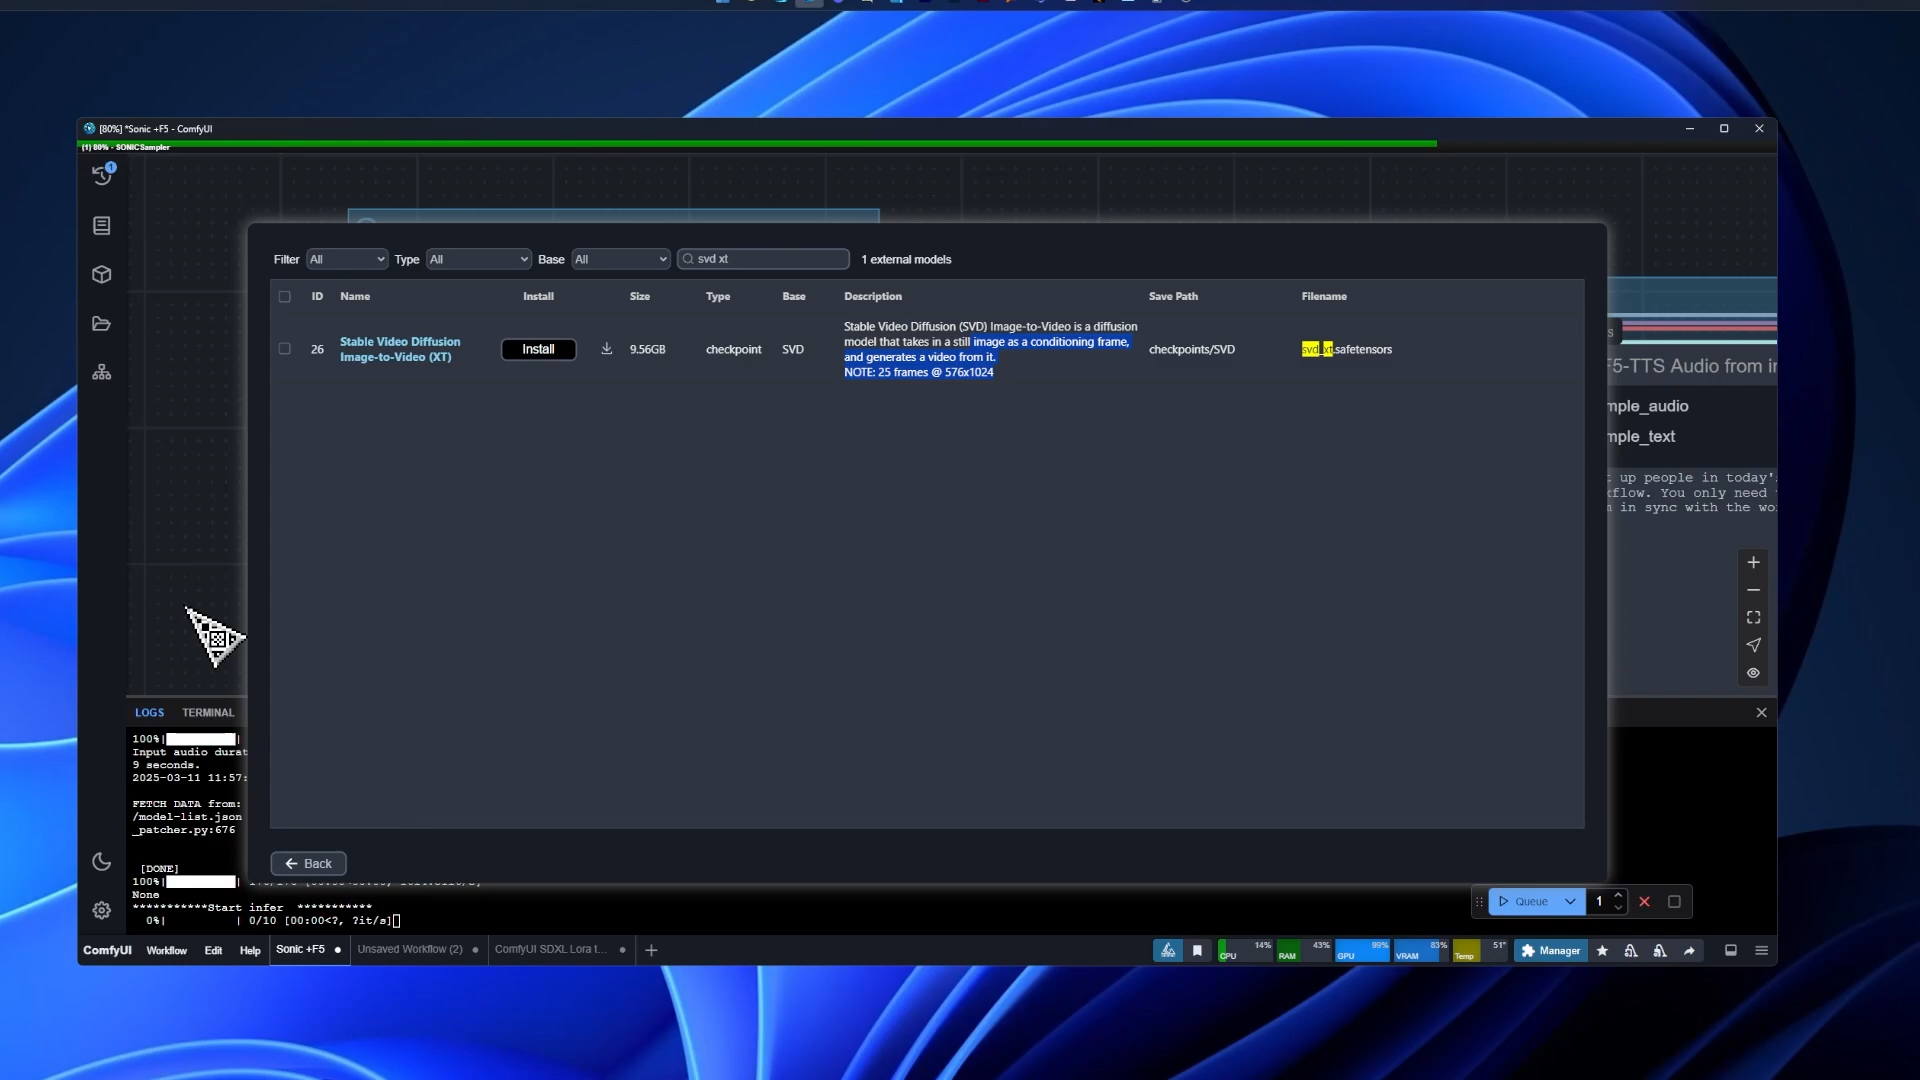 [80%] *Sonic +F5 - ComfyUI
(1) 80% - SONICSampler
1
Filter All Type All Base All svd xt 1 external models
ID Name Install Size Type Base Description Save Path Filename
26 Stable Video Diffusion Image-to-Video (XT) Install 9.56GB checkpoint SVD
Stable Video Diffusion (SVD) Image-to-Video is a diffusion
model that takes in a still image as a conditioning frame,
and generates a video from it.
NOTE: 25 frames @ 576x1024
checkpoints/SVD svd_xt.safetensors
s
F5-TTS Audio from in
mple_audio
mple_text
t up people in today'
flow. You only need
in sync with the wo
LOGS TERMINAL
100%|
Input audio durat
9 seconds.
2025-03-11 11:57:
FETCH DATA from:
/model-list.json
_patcher.py:676
[DONE]
100%|
None
***********Start infer ***********
0%| | 0/10 [00:00<?, ?it/s]
Back
Queue 1
ComfyUI Workflow Edit Help Sonic +F5 Unsaved Workflow (2) ComfyUI SDXL Lora t...
CPU 14% RAM 43% GPU 99% VRAM 83% Temp 51° Manager